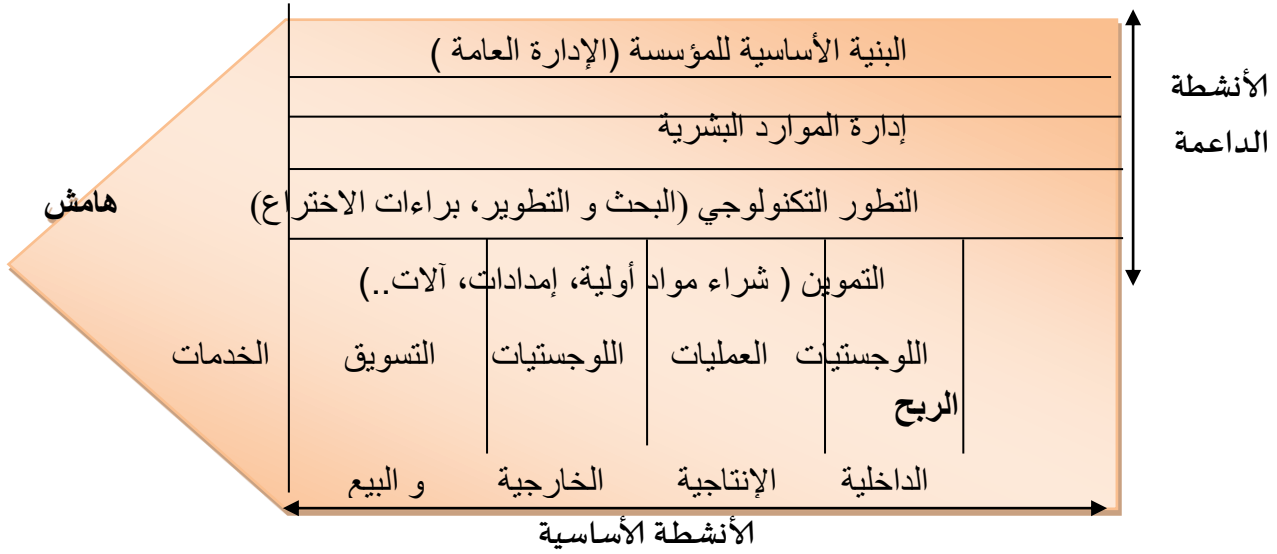 البنية الأساسية للمؤسسة (الإدارة العامة )
الأنشطة
الداعمة
إدارة الموارد البشرية
التطور التكنولوجي (البحث و التطوير، براءات الاختراع)
هامش
التموين ( شراء مواد أولية، إمدادات، آلات..)
اللوجستيات العمليات اللوجستيات التسويق الخدمات
الربح
الداخلية الإنتاجية الخارجية و البيع
الأنشطة الأساسية